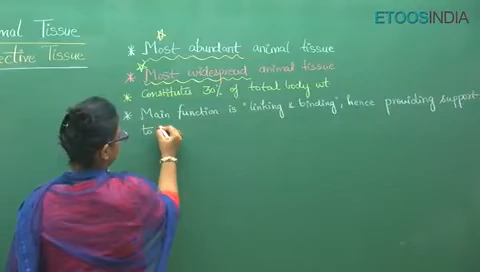 ETOOSINDIA
mal Tissue
ective Tissue
* Most abundant animal tissue
* Most widespread animal tissue
* Constitutes 30% of total body wt
* Main function is "linking & binding", hence providing support
to